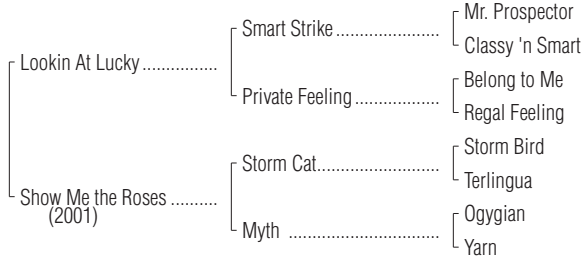 Mr. Prospector
Smart Strike ......................
Classy 'n Smart
Lookin At Lucky ................
Belong to Me
Private Feeling ..................
Regal Feeling
Storm Bird
Storm Cat..........................
Terlingua
Show Me the Roses ..........
(2001)
Ogygian
Myth ................................
Yarn